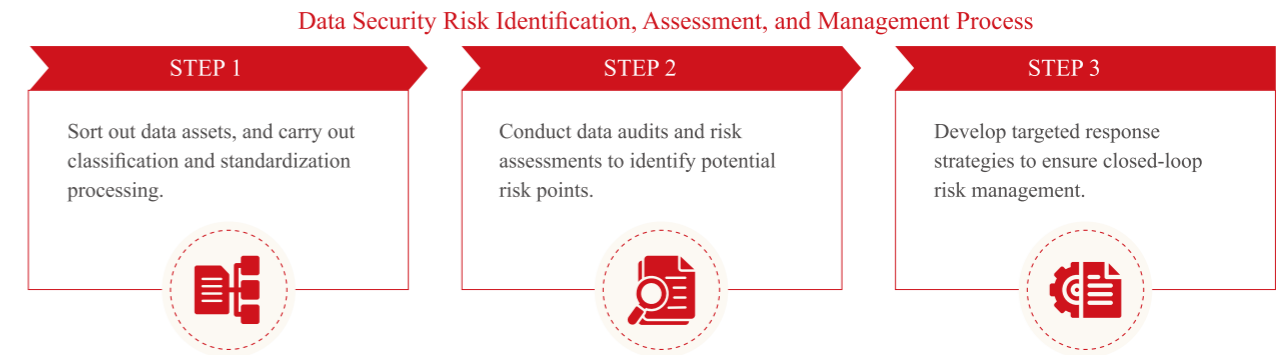 Data Security Risk Identification, Assessment, and Management Process
STEP 1
Sort out data assets, and carry out
classification and standardization
processing.
STEP 2
Conduct data audits and risk
assessments to identify potential
risk points.
STEP 3
Develop targeted response
strategies to ensure closed-loop
risk management.